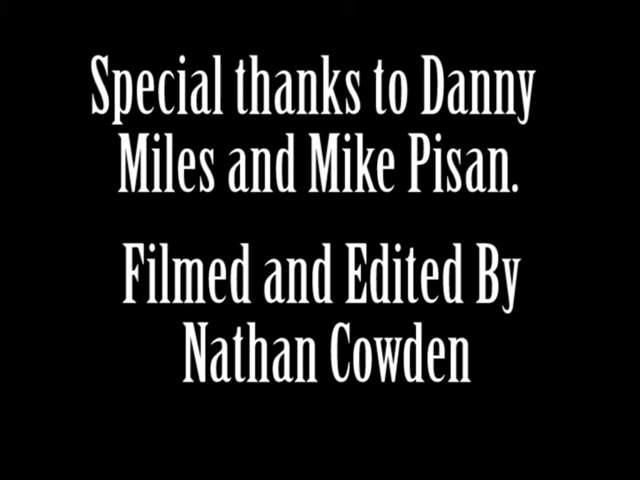 Special thanks to Danny
Miles and Mike Pisan.
Filmed and Edited By
Nathan Cowden